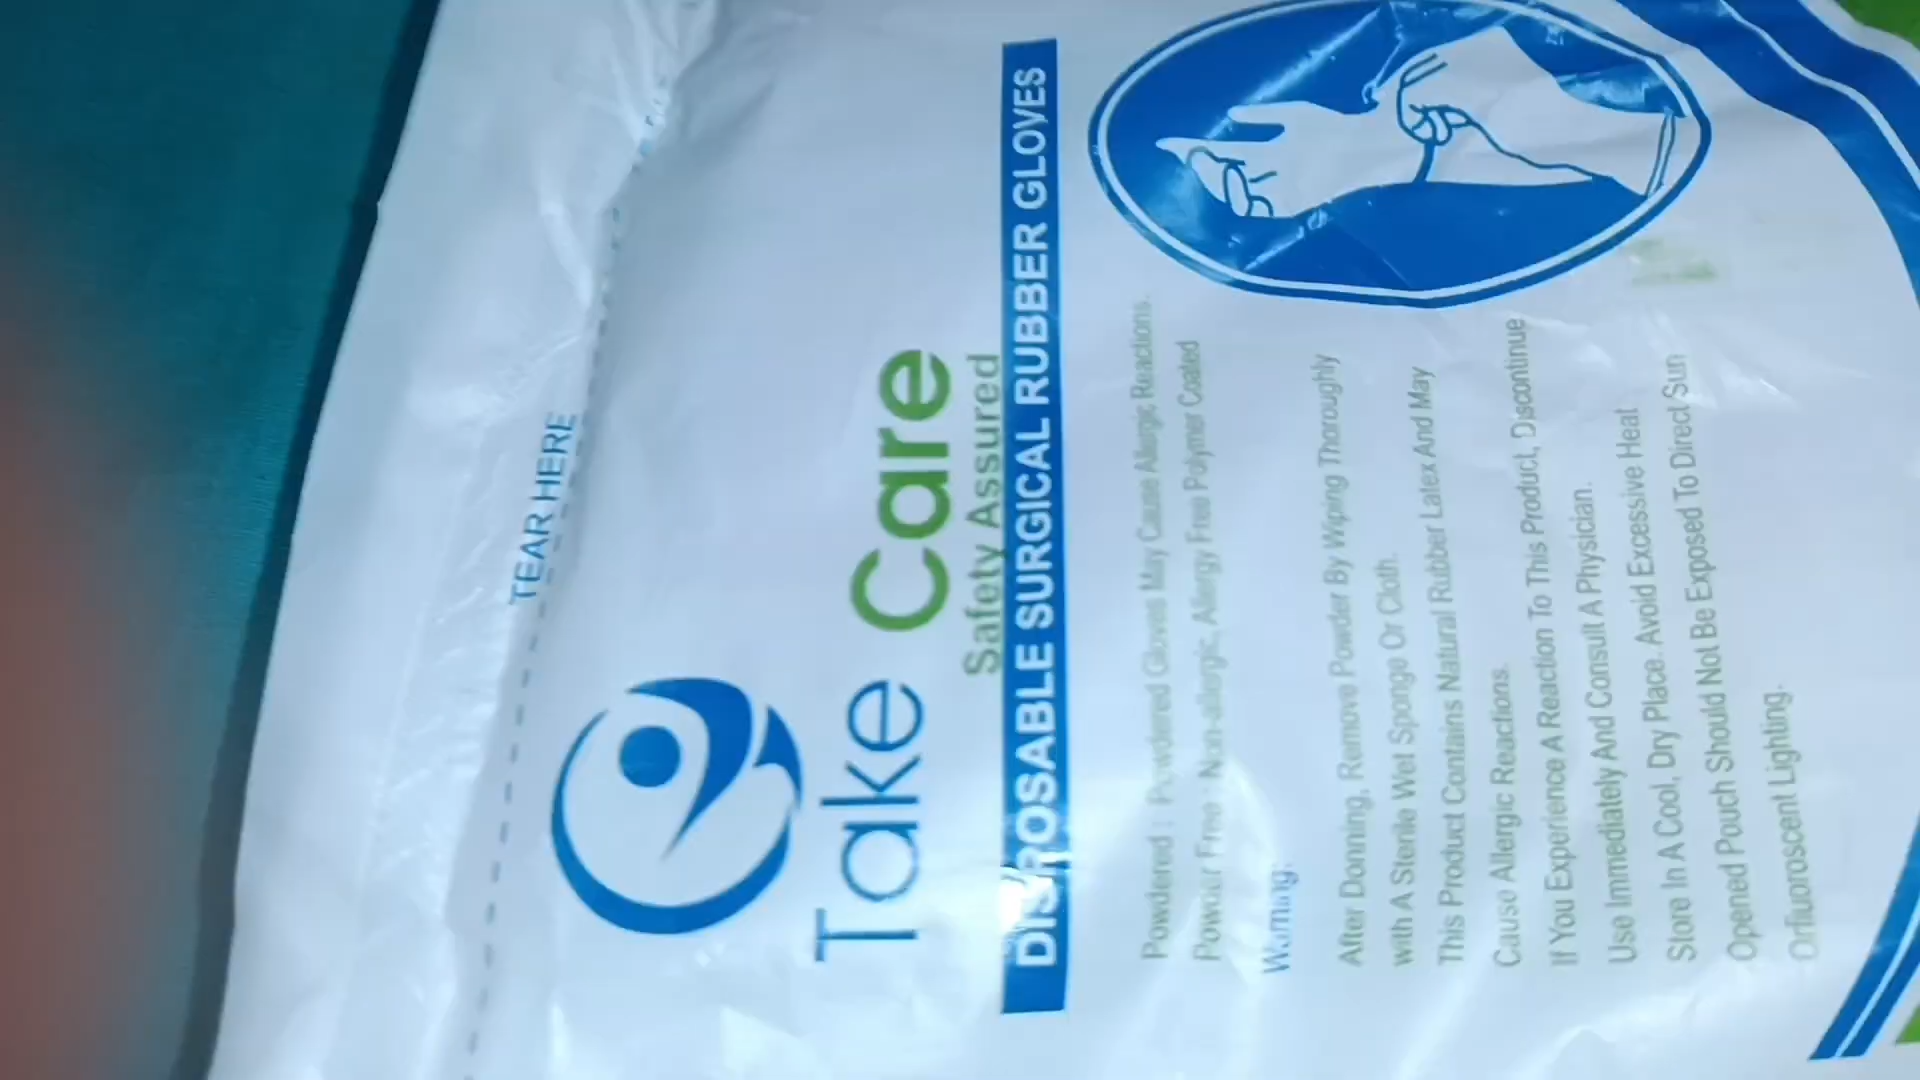 TEAR HERE
Take Care
Safety Assured
DISPOSABLE SURGICAL RUBBER GLOVES
Powdered : Powdered Gloves May Cause Allergic Reactions.
Powder Free : Non-allergic, Allergy Free Polymer Coated
Warning:
After Donning, Remove Powder By Wiping Thoroughly
with A Sterile Wet Sponge Or Cloth.
This Product Contains Natural Rubber Latex And May
Cause Allergic Reactions.
If You Experience A Reaction To This Product, Discontinue
Use Immediately And Consult A Physician.
Store In A Cool, Dry Place. Avoid Excessive Heat
Opened Pouch Should Not Be Exposed To Direct Sun
Orfluoroscent Lighting.